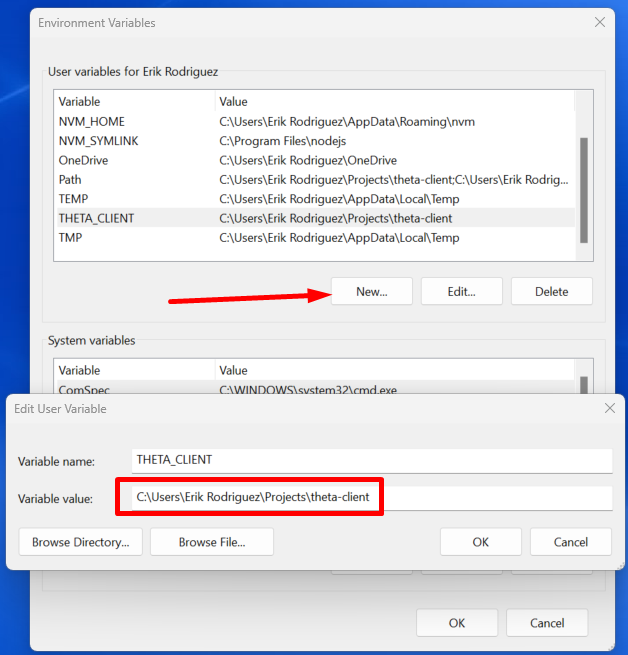 Environment Variables
User variables for Erik Rodriguez
Variable Value
NVM_HOME C:\Users\Erik Rodriguez\AppData\Roaming\nvm
NVM_SYMLINK C:\Program Files\nodejs
OneDrive C:\Users\Erik Rodriguez\OneDrive
Path C:\Users\Erik Rodriguez\Projects\theta-client;C:\Users\Erik Rodrig...
TEMP C:\Users\Erik Rodriguez\AppData\Local\Temp
THETA_CLIENT C:\Users\Erik Rodriguez\Projects\theta-client
TMP C:\Users\Erik Rodriguez\AppData\Local\Temp
New... Edit... Delete
System variables
Variable Value
ComSpec C:\WINDOWS\system32\cmd.exe
Edit User Variable
Variable name: THETA_CLIENT
Variable value: C:\Users\Erik Rodriguez\Projects\theta-client
Browse Directory... Browse File... OK Cancel
OK Cancel